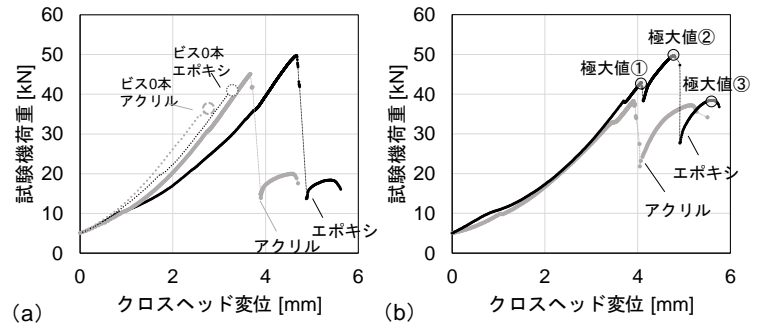 60
50
40
30
20
10
0
試験機荷重 [kN]
ビス0本
エポキシ
ビス0本
アクリル
アクリル
エポキシ
0 2 4 6
クロスヘッド変位 [mm]
(a)
60
50
40
30
20
10
0
試験機荷重 [kN]
極大値②
極大値①
極大値③
エポキシ
アクリル
0 2 4 6
クロスヘッド変位 [mm]
(b)